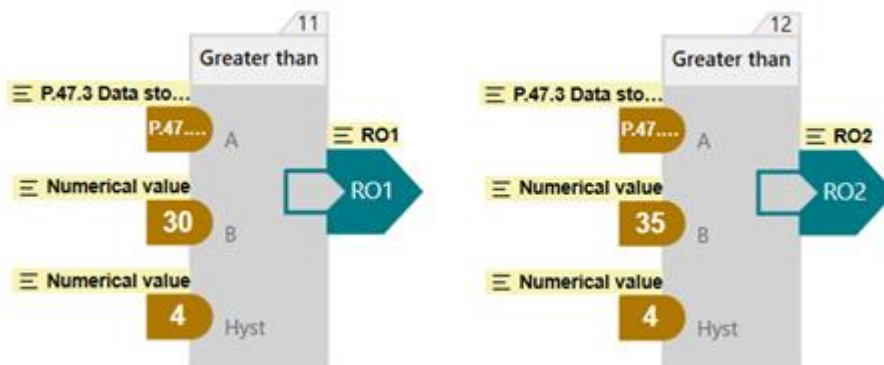 11
Greater than
P.47.3 Data sto...
P.47....
A
RO1
RO1
Numerical value
30
B
Numerical value
4
Hyst
12
Greater than
P.47.3 Data sto...
P.47....
A
RO2
RO2
Numerical value
35
B
Numerical value
4
Hyst